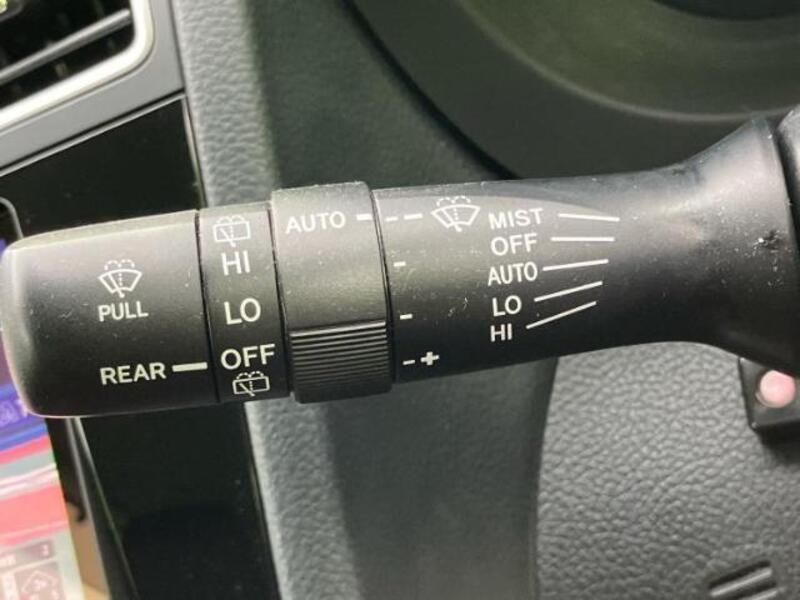 PULL
REAR
HI
LO
OFF
AUTO
- -
-
-
- +
MIST
OFF
AUTO
LO
HI